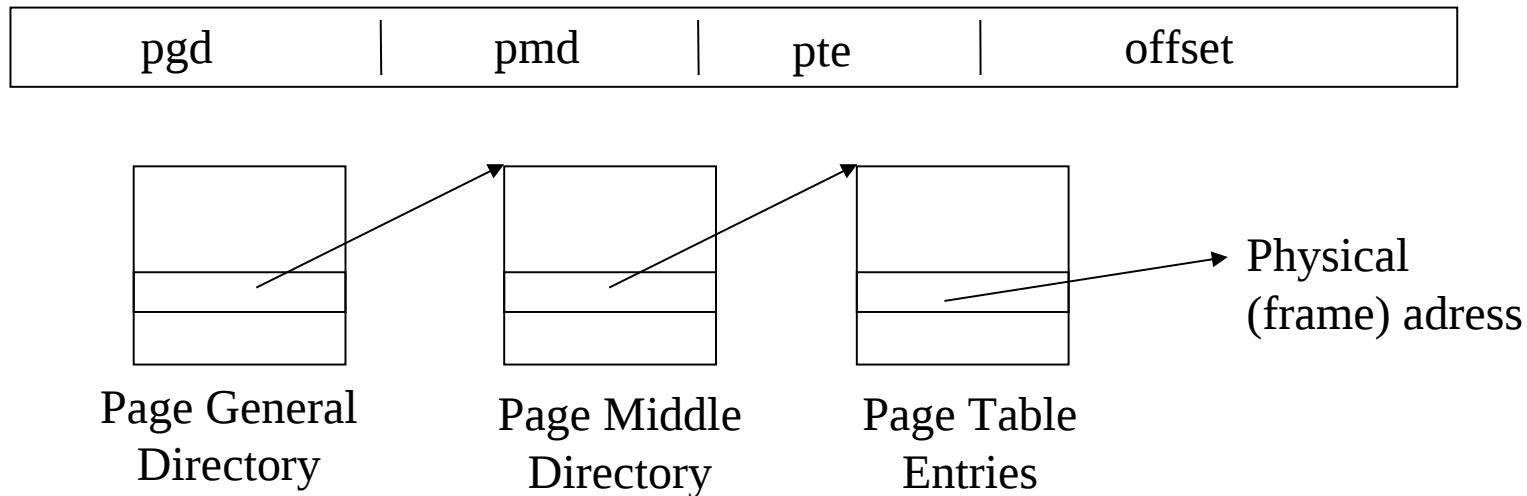 pgd pmd pte offset
Physical
(frame) adress
Page General
Directory
Page Middle
Directory
Page Table
Entries